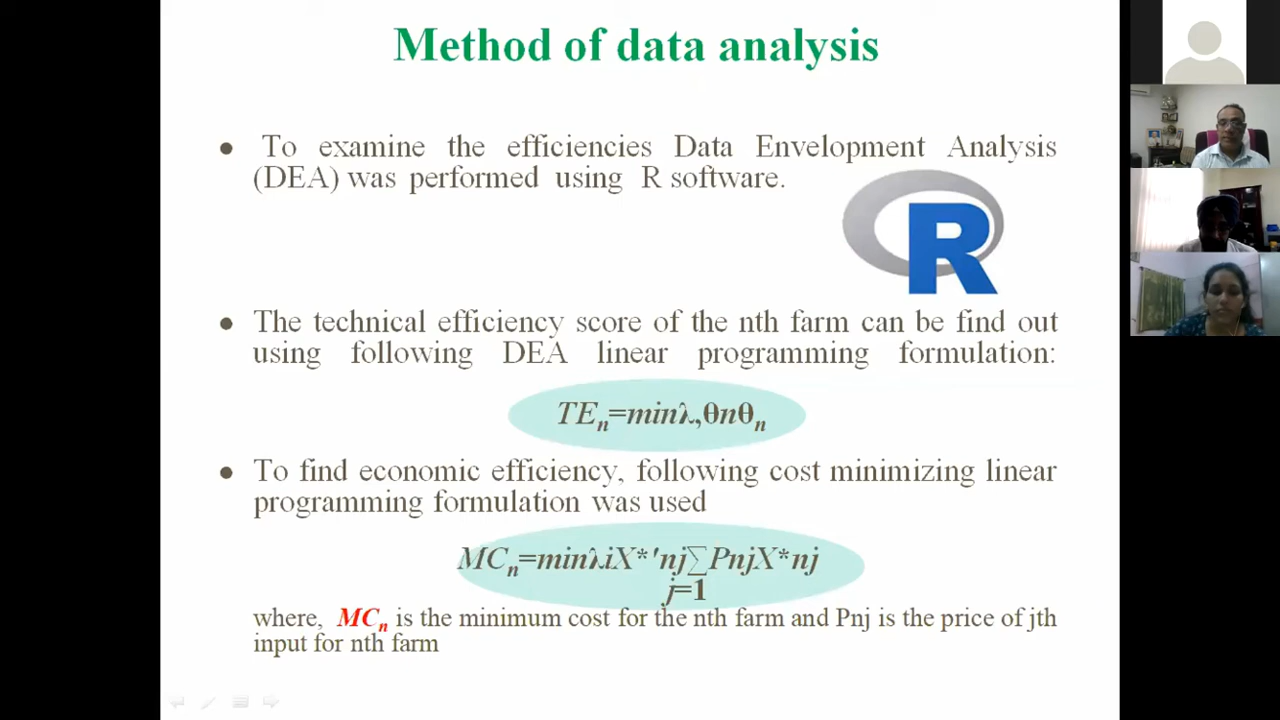 Method of data analysis
● To examine the efficiencies Data Envelopment Analysis
(DEA) was performed using R software.
R
● The technical efficiency score of the nth farm can be find out
using following DEA linear programming formulation:
TEn=minλ,θnθn
● To find economic efficiency, following cost minimizing linear
programming formulation was used
MCn=minλiX*'nj∑PnjX*nj
j=1
where, MCn is the minimum cost for the nth farm and Pnj is the price of jth
input for nth farm